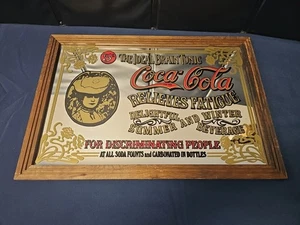 THE IDEAL BRAIN TONIC
Coca-Cola
RELIEVES FATIGUE
DELIGHTFUL
SUMMER AND WINTER
BEVERAGE
FOR DISCRIMINATING PEOPLE
AT ALL SODA FOUNTS and CARBONATED IN BOTTLES